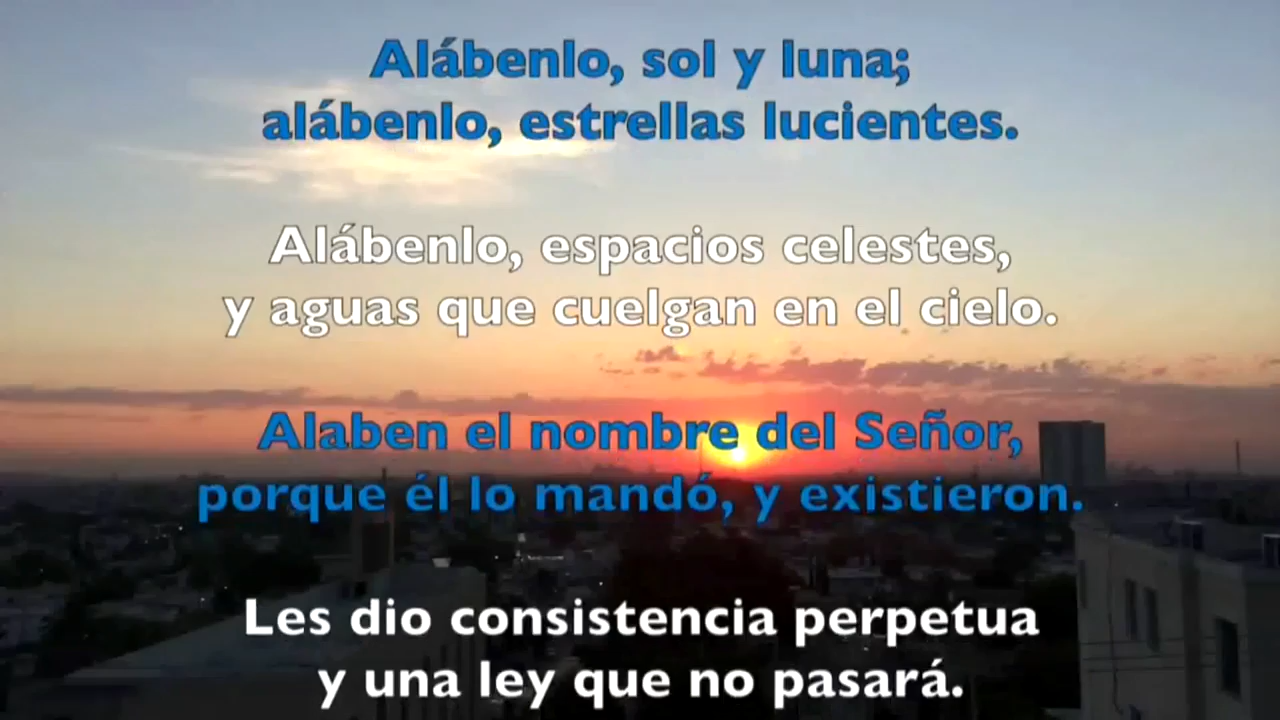 Alábenlo, sol y luna;
alábenlo, estrellas lucientes.
Alábenlo, espacios celestes,
y aguas que cuelgan en el cielo.
Alaben el nombre del Señor,
porque él lo mandó, y existieron.
Les dio consistencia perpetua
y una ley que no pasará.